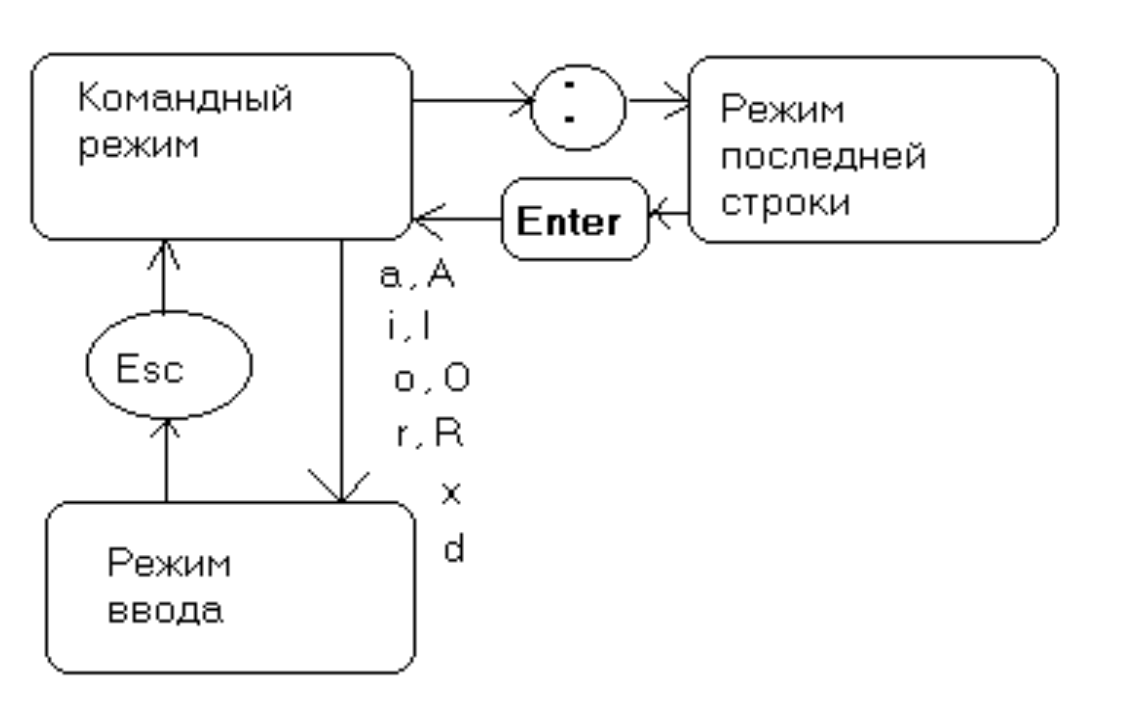 Командный
режим
:
Режим
последней
строки
Enter
a, A
i, I
o, O
r, R
x
d
Esc
Режим
ввода